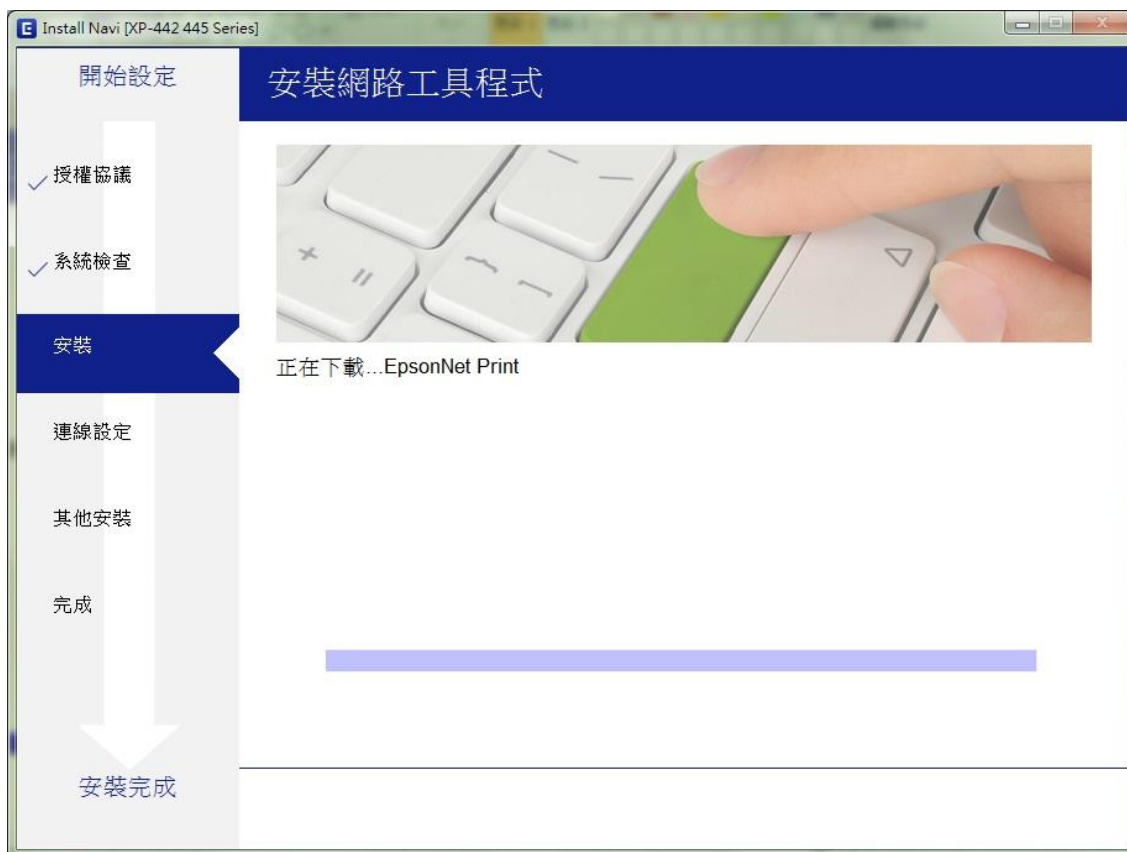 Install Navi [XP-442 445 Series]
開始設定
安裝網路工具程式
授權協議
系統檢查
安裝
正在下載...EpsonNet Print
連線設定
其他安裝
完成
安裝完成